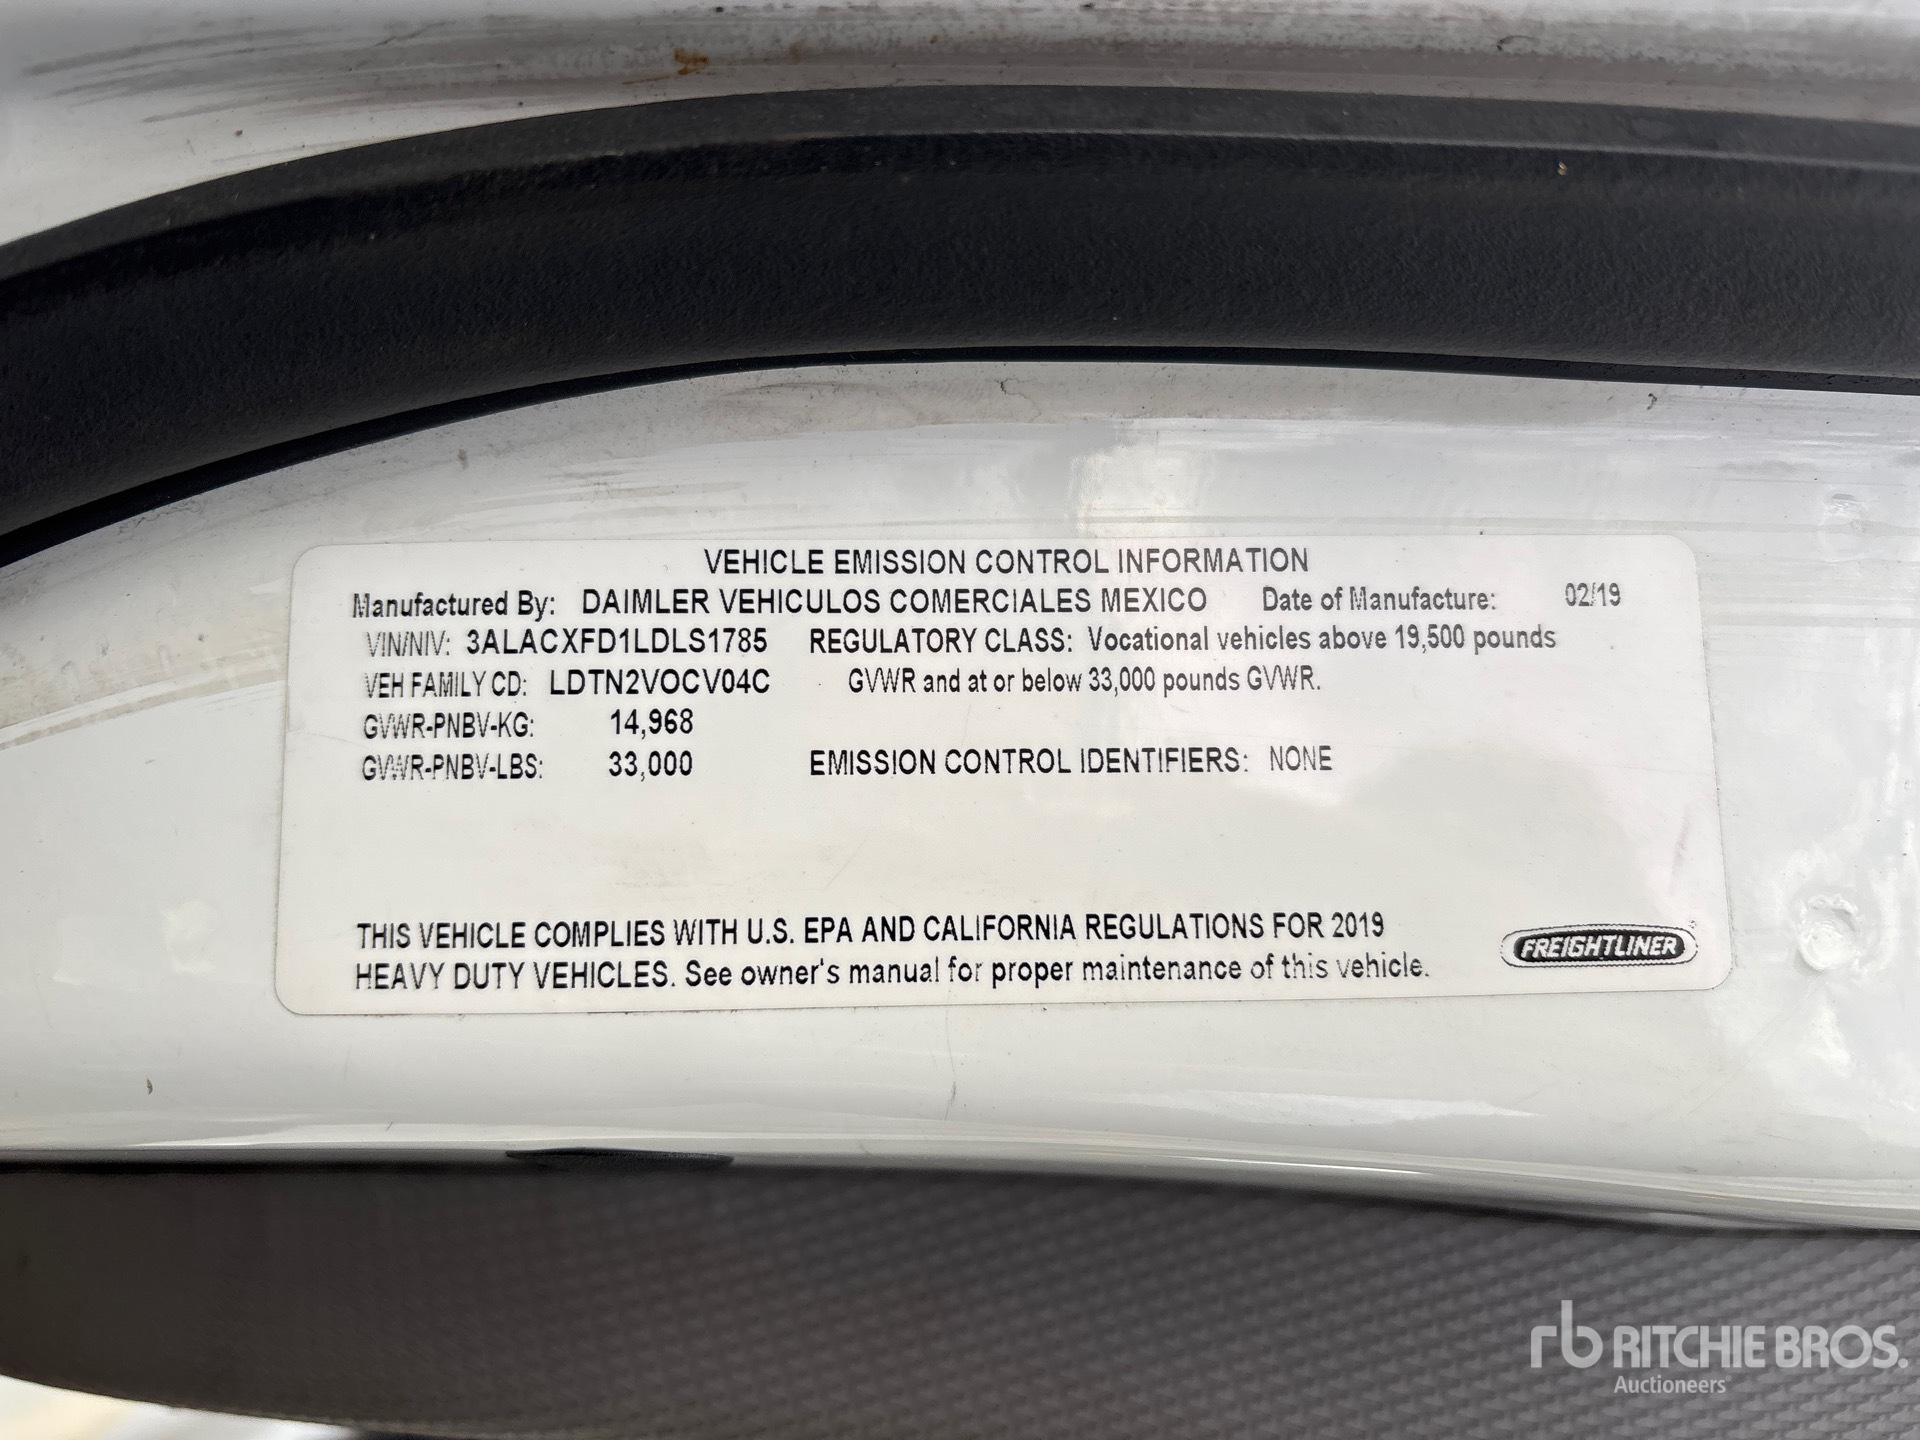 VEHICLE EMISSION CONTROL INFORMATION
Manufactured By: DAIMLER VEHICULOS COMERCIALES MEXICO Date of Manufacture: 02/19
VIN/NIV: 3ALACXFD1LDLS1785 REGULATORY CLASS: Vocational vehicles above 19,500 pounds
VEH FAMILY CD: LDTN2VOCV04C GVWR and at or below 33,000 pounds GVWR.
GVWR-PNBV-KG: 14,968
GVWR-PNBV-LBS: 33,000 EMISSION CONTROL IDENTIFIERS: NONE
THIS VEHICLE COMPLIES WITH U.S. EPA AND CALIFORNIA REGULATIONS FOR 2019
HEAVY DUTY VEHICLES. See owner's manual for proper maintenance of this vehicle.
FREIGHTLINER
rb RITCHIE BROS.
Auctioneers